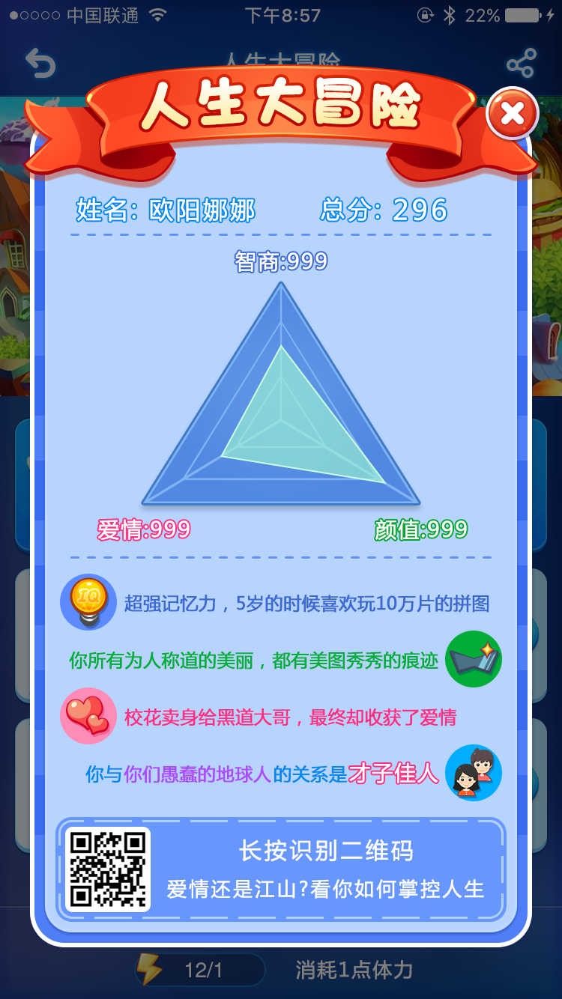 中国联通 下午8:57 22%
人生大冒险
人生大冒险
姓名: 欧阳娜娜 总分: 296
智商:999
爱情:999 颜值:999
IQ 超强记忆力，5岁的时候喜欢玩10万片的拼图
你所有为人称道的美丽，都有美图秀秀的痕迹
校花卖身给黑道大哥，最终却收获了爱情
你与你们愚蠢的地球人的关系是才子佳人
长按识别二维码
爱情还是江山?看你如何掌控人生
12/1 消耗1点体力